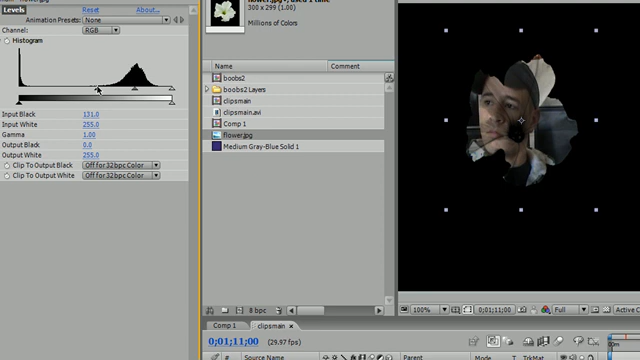 Levels
Reset
About...
Animation Presets: None
Channel: RGB
Histogram
Input Black 131.0
Input White 255.0
Gamma 1.00
Output Black 0.0
Output White 255.0
Clip To Output Black Off for 32bpc Color
Clip To Output White Off for 32bpc Color
300 x 299 (1.00)
Millions of Colors
Name
Comment
boobs2
boobs2 Layers
clipsmain
clipsmain.avi
Comp 1
flower.jpg
Medium Gray-Blue Solid 1
8 bpc
100%
0;01;11;00
Full
Active C
Comp 1
clipsmain
0;01;11;00
(29.97 fps)
Source Name
Mode
T
TrkMat
Parent
00m